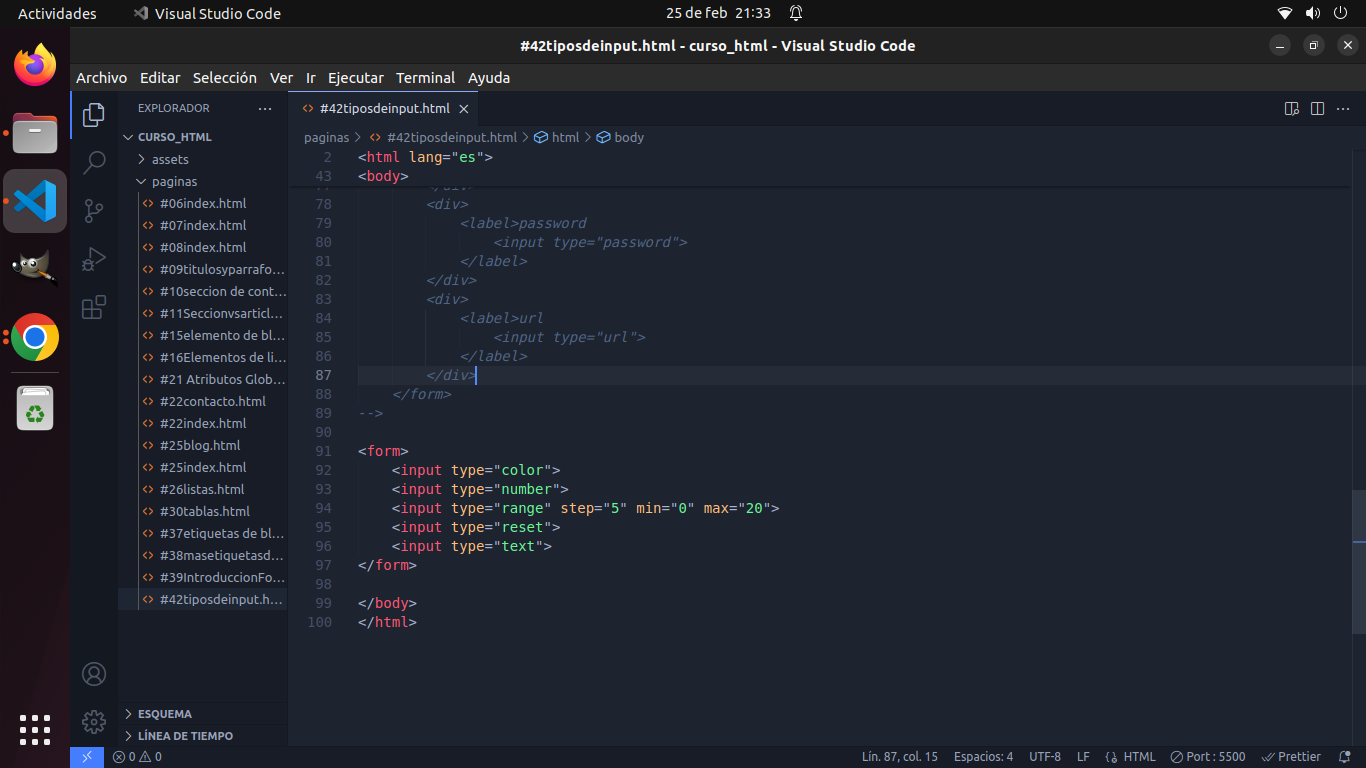 Actividades Visual Studio Code 25 de feb 21:33
#42tiposdeinput.html - curso_html - Visual Studio Code
Archivo Editar Selección Ver Ir Ejecutar Terminal Ayuda
EXPLORADOR
CURSO_HTML
assets
paginas
#06index.html
#07index.html
#08index.html
#09titulosyparrafo...
#10seccion de cont...
#11Seccionvsarticl...
#15elemento de bl...
#16Elementos de li...
#21 Atributos Glob...
#22contacto.html
#22index.html
#25blog.html
#25index.html
#26listas.html
#30tablas.html
#37etiquetas de bl...
#38masetiquetasd...
#39IntroduccionFo...
#42tiposdeinput.h...
ESQUEMA
LÍNEA DE TIEMPO
#42tiposdeinput.html
paginas > #42tiposdeinput.html > html > body
2 <html lang="es">
43 <body>
77 </div>
78 <div>
79 <label>password
80 <input type="password">
81 </label>
82 </div>
83 <div>
84 <label>url
85 <input type="url">
86 </label>
87 </div>
88 </form>
89 -->
90
91 <form>
92 <input type="color">
93 <input type="number">
94 <input type="range" step="5" min="0" max="20">
95 <input type="reset">
96 <input type="text">
97 </form>
98
99 </body>
100 </html>
0 0 Lín. 87, col. 15 Espacios: 4 UTF-8 LF HTML Port : 5500 Prettier